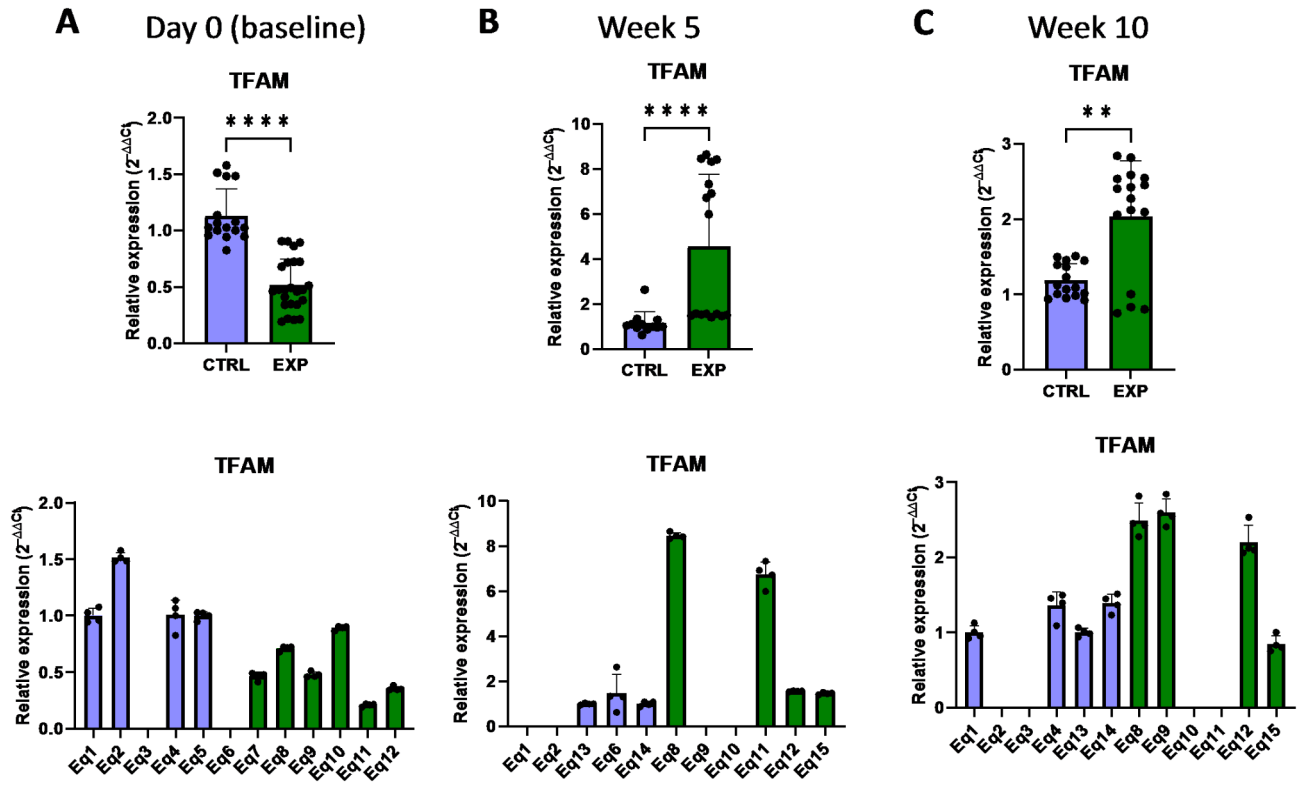 A Day 0 (baseline)
TFAM
Relative expression (2^-ΔΔCt)
2.0
1.5
1.0
0.5
0.0
****
CTRL EXP
TFAM
Relative expression (2^-ΔΔCt)
2.0
1.5
1.0
0.5
0.0
Eq1 Eq2 Eq3 Eq4 Eq5 Eq6 Eq7 Eq8 Eq9 Eq10 Eq11 Eq12
B Week 5
TFAM
Relative expression (2^-ΔΔCt)
10
8
6
4
2
0
****
CTRL EXP
TFAM
Relative expression (2^-ΔΔCt)
10
8
6
4
2
0
Eq1 Eq2 Eq13 Eq6 Eq14 Eq8 Eq9 Eq10 Eq11 Eq12 Eq15
C Week 10
TFAM
Relative expression (2^-ΔΔCt)
3
2
1
0
**
CTRL EXP
TFAM
Relative expression (2^-ΔΔCt)
3
2
1
0
Eq1 Eq2 Eq3 Eq4 Eq13 Eq14 Eq8 Eq9 Eq10 Eq11 Eq12 Eq15